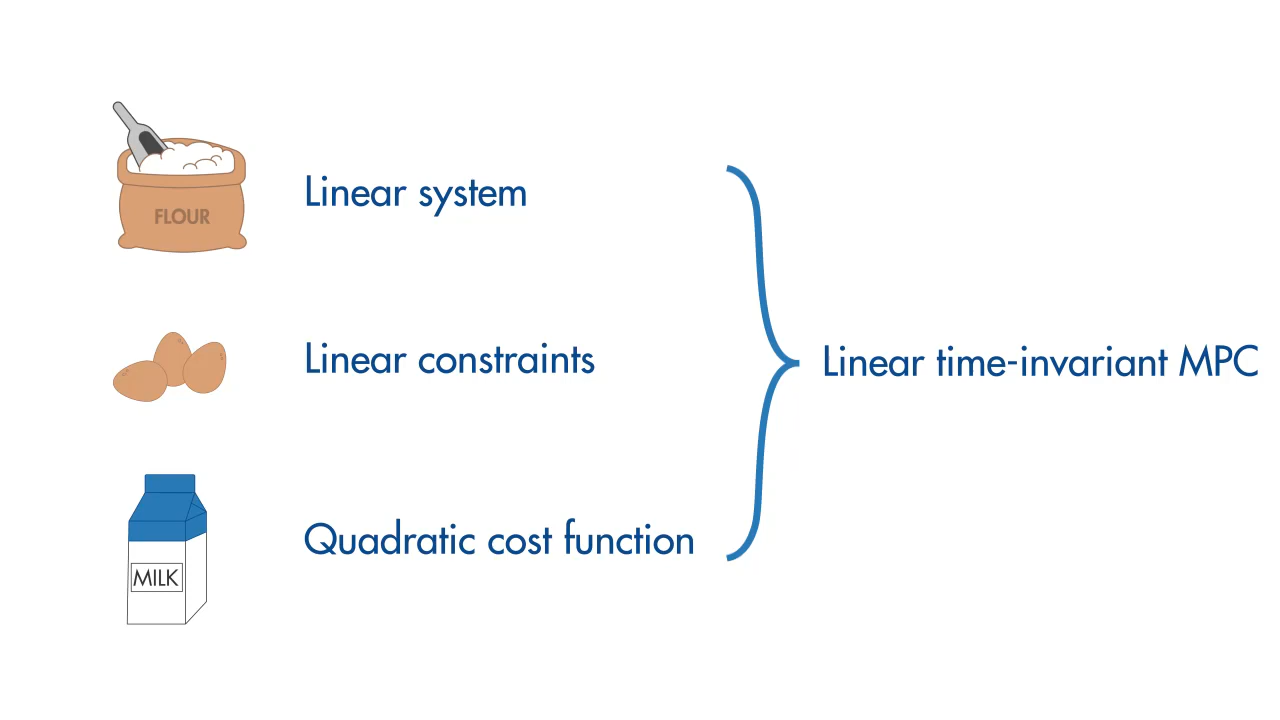 FLOUR
Linear system
Linear constraints
Linear time-invariant MPC
Quadratic cost function
MILK